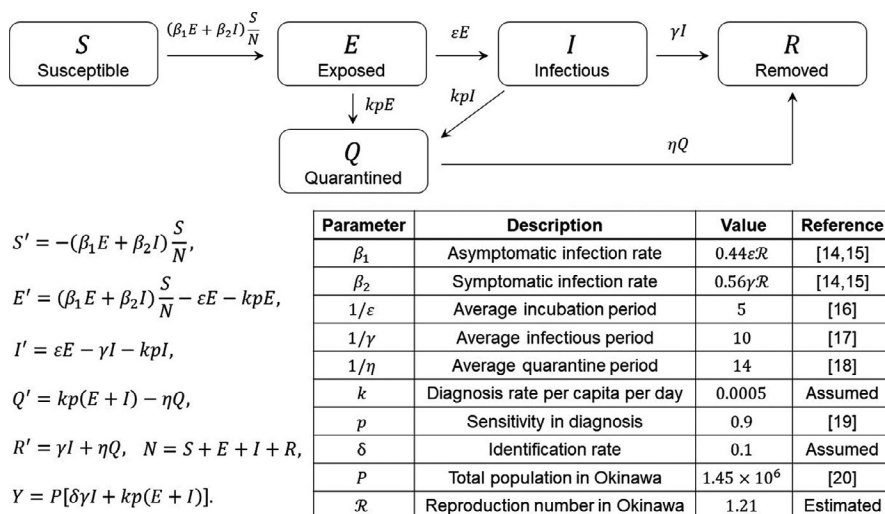 (β₁E + β₂I) S/N
εE
γI
S
Susceptible
E
Exposed
I
Infectious
R
Removed
kpE
kpI
Q
Quarantined
ηQ
S′ = −(β₁E + β₂I) S/N,
E′ = (β₁E + β₂I) S/N − εE − kpE,
I′ = εE − γI − kpI,
Q′ = kp(E + I) − ηQ,
R′ = γI + ηQ, N = S + E + I + R,
Y = P[δγI + kp(E + I)].
Parameter Description Value Reference
β₁ Asymptomatic infection rate 0.44εℛ [14,15]
β₂ Symptomatic infection rate 0.56γℛ [14,15]
1/ε Average incubation period 5 [16]
1/γ Average infectious period 10 [17]
1/η Average quarantine period 14 [18]
k Diagnosis rate per capita per day 0.0005 Assumed
p Sensitivity in diagnosis 0.9 [19]
δ Identification rate 0.1 Assumed
P Total population in Okinawa 1.45 × 10⁶ [20]
ℛ Reproduction number in Okinawa 1.21 Estimated